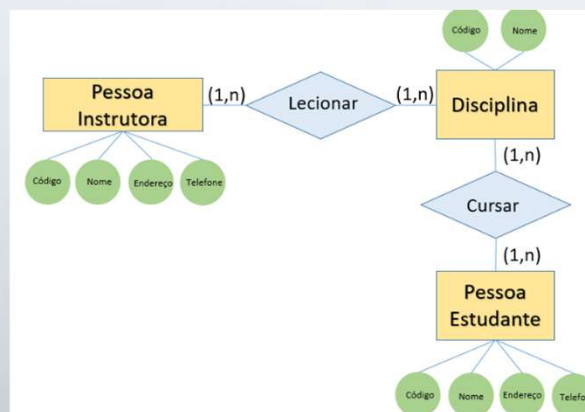 Código Nome
Pessoa
Instrutora
(1,n)
Lecionar
(1,n)
Disciplina
Código Nome Endereço Telefone
(1,n)
Cursar
(1,n)
Pessoa
Estudante
Código Nome Endereço Telefo